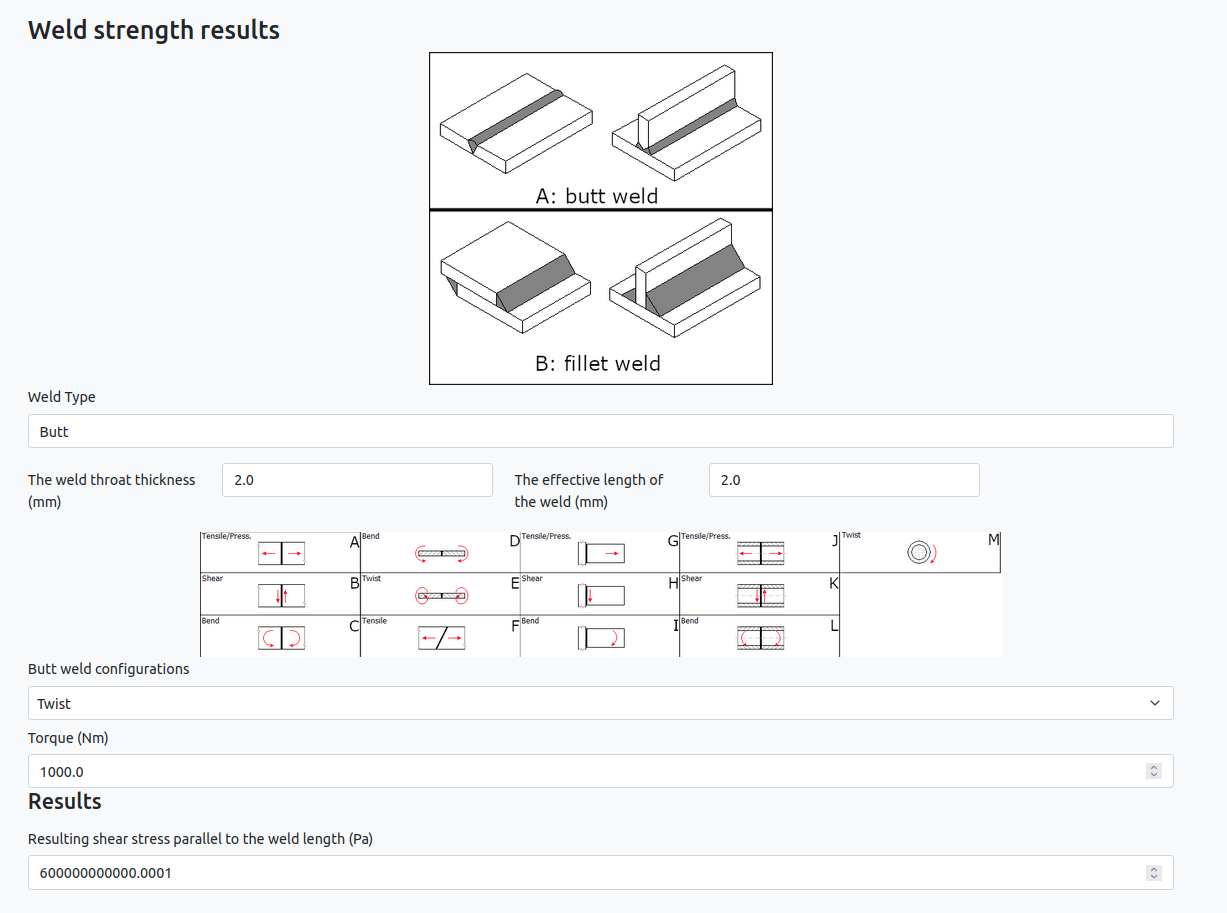 Weld strength results
A: butt weld
B: fillet weld
Weld Type
Butt
The weld throat thickness
(mm)
2.0
The effective length of
the weld (mm)
2.0
Tensile/Press. A
Bend D
Tensile/Press. G
Tensile/Press. J
Twist M
Shear B
Twist E
Shear H
Shear K
Bend C
Tensile F
Bend I
Bend L
Butt weld configurations
Twist
Torque (Nm)
1000.0
Results
Resulting shear stress parallel to the weld length (Pa)
600000000000.0001